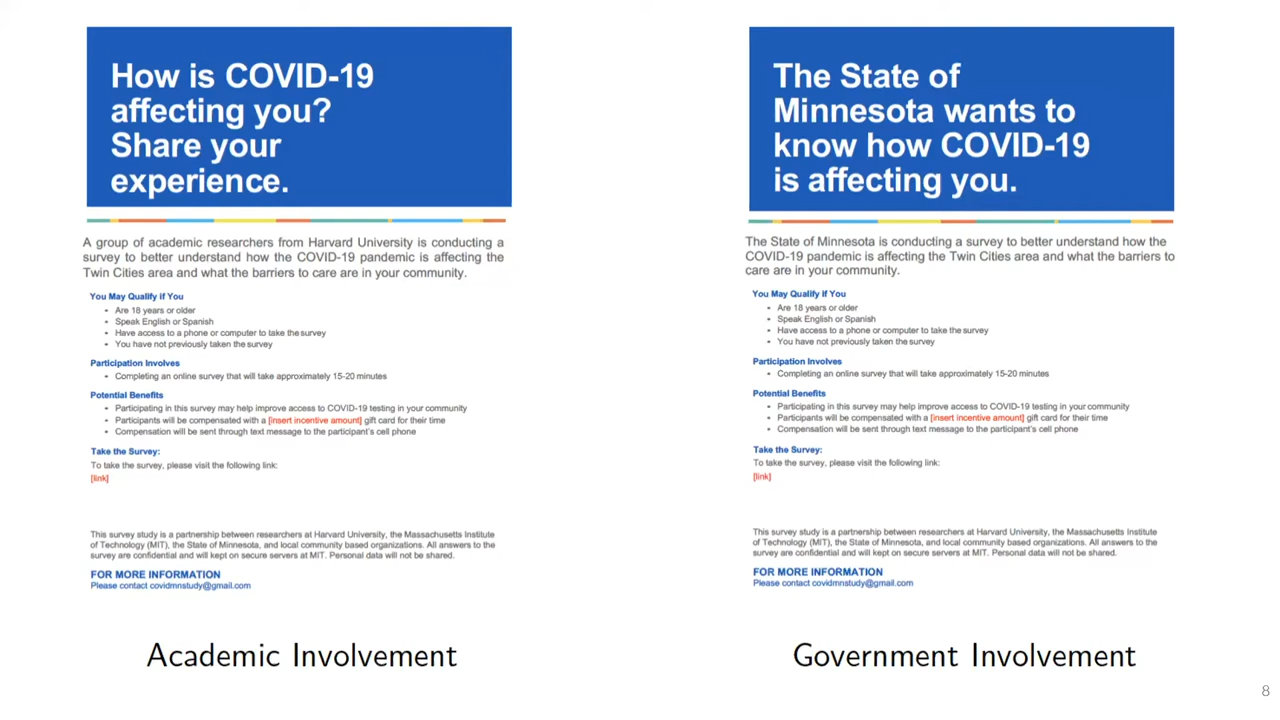 How is COVID-19
affecting you?
Share your
experience.
A group of academic researchers from Harvard University is conducting a
survey to better understand how the COVID-19 pandemic is affecting the
Twin Cities area and what the barriers to care are in your community.
You May Qualify if You
• Are 18 years or older
• Speak English or Spanish
• Have access to a phone or computer to take the survey
• You have not previously taken the survey
Participation Involves
• Completing an online survey that will take approximately 15-20 minutes
Potential Benefits
• Participating in this survey may help improve access to COVID-19 testing in your community
• Participants will be compensated with a [insert incentive amount] gift card for their time
• Compensation will be sent through text message to the participant's cell phone
Take the Survey:
To take the survey, please visit the following link:
[link]
This survey study is a partnership between researchers at Harvard University, the Massachusetts Institute
of Technology (MIT), the State of Minnesota, and local community based organizations. All answers to the
survey are confidential and will kept on secure servers at MIT. Personal data will not be shared.
FOR MORE INFORMATION
Please contact covidmnstudy@gmail.com
Academic Involvement
The State of
Minnesota wants to
know how COVID-19
is affecting you.
The State of Minnesota is conducting a survey to better understand how the
COVID-19 pandemic is affecting the Twin Cities area and what the barriers to
care are in your community.
You May Qualify if You
• Are 18 years or older
• Speak English or Spanish
• Have access to a phone or computer to take the survey
• You have not previously taken the survey
Participation Involves
• Completing an online survey that will take approximately 15-20 minutes
Potential Benefits
• Participating in this survey may help improve access to COVID-19 testing in your community
• Participants will be compensated with a [insert incentive amount] gift card for their time
• Compensation will be sent through text message to the participant's cell phone
Take the Survey:
To take the survey, please visit the following link:
[link]
This survey study is a partnership between researchers at Harvard University, the Massachusetts Institute
of Technology (MIT), the State of Minnesota, and local community based organizations. All answers to the
survey are confidential and will kept on secure servers at MIT. Personal data will not be shared.
FOR MORE INFORMATION
Please contact covidmnstudy@gmail.com
Government Involvement
8